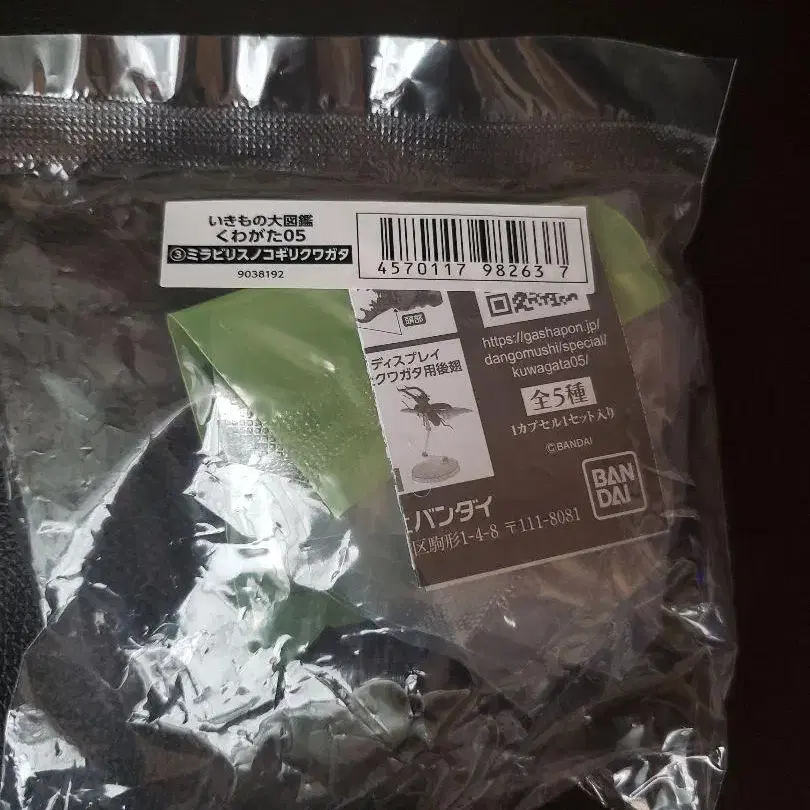 いきもの大図鑑
くわがた05
③ミラビリスノコギリクワガタ
9038192
4570117 98263 7
頭部
ディスプレイ
クワガタ用後翅
https://gashapon.jp/
dangomushi/special/
kuwagata05/
全5種
1カプセル1セット入り
©BANDAI
BAN
DAI
バンダイ
区駒形1-4-8 〒111-8081